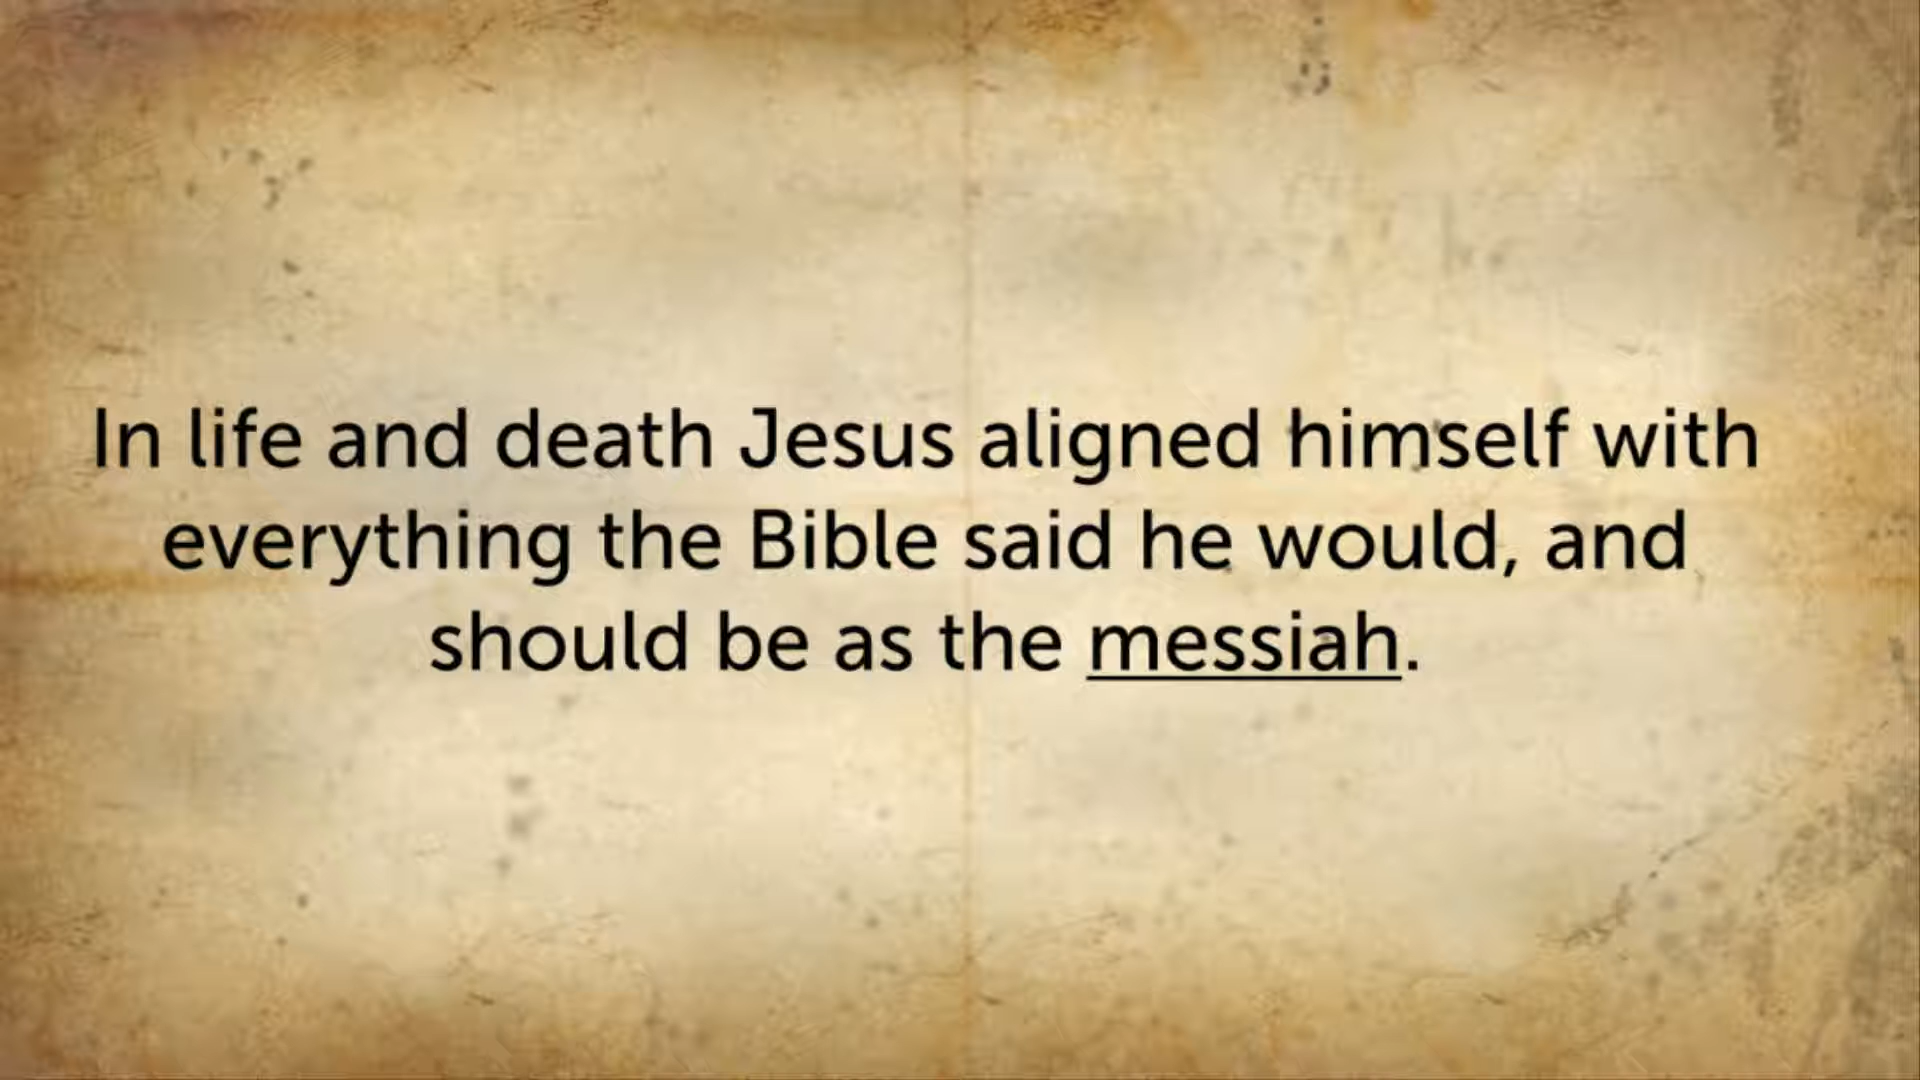 In life and death Jesus aligned himself with
everything the Bible said he would, and
should be as the messiah.